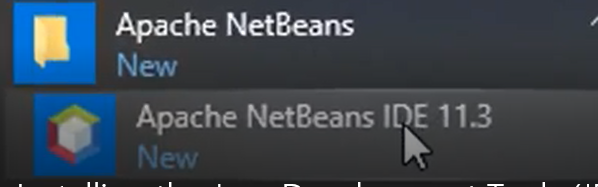 Apache NetBeans
New
Apache NetBeans IDE 11.3
New